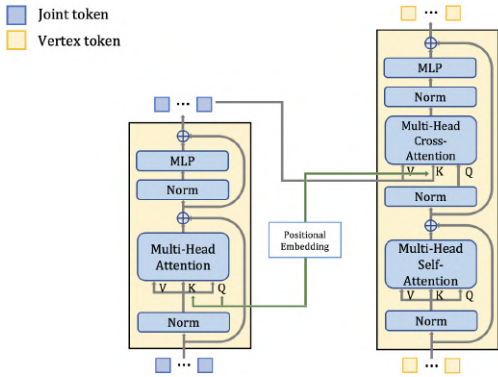 Joint token
Vertex token
...
...
MLP
Norm
Multi-Head
Attention
V K Q
Norm
...
Positional
Embedding
MLP
Norm
Multi-Head
Cross-
Attention
V K Q
Norm
Multi-Head
Self-
Attention
V K Q
Norm
...